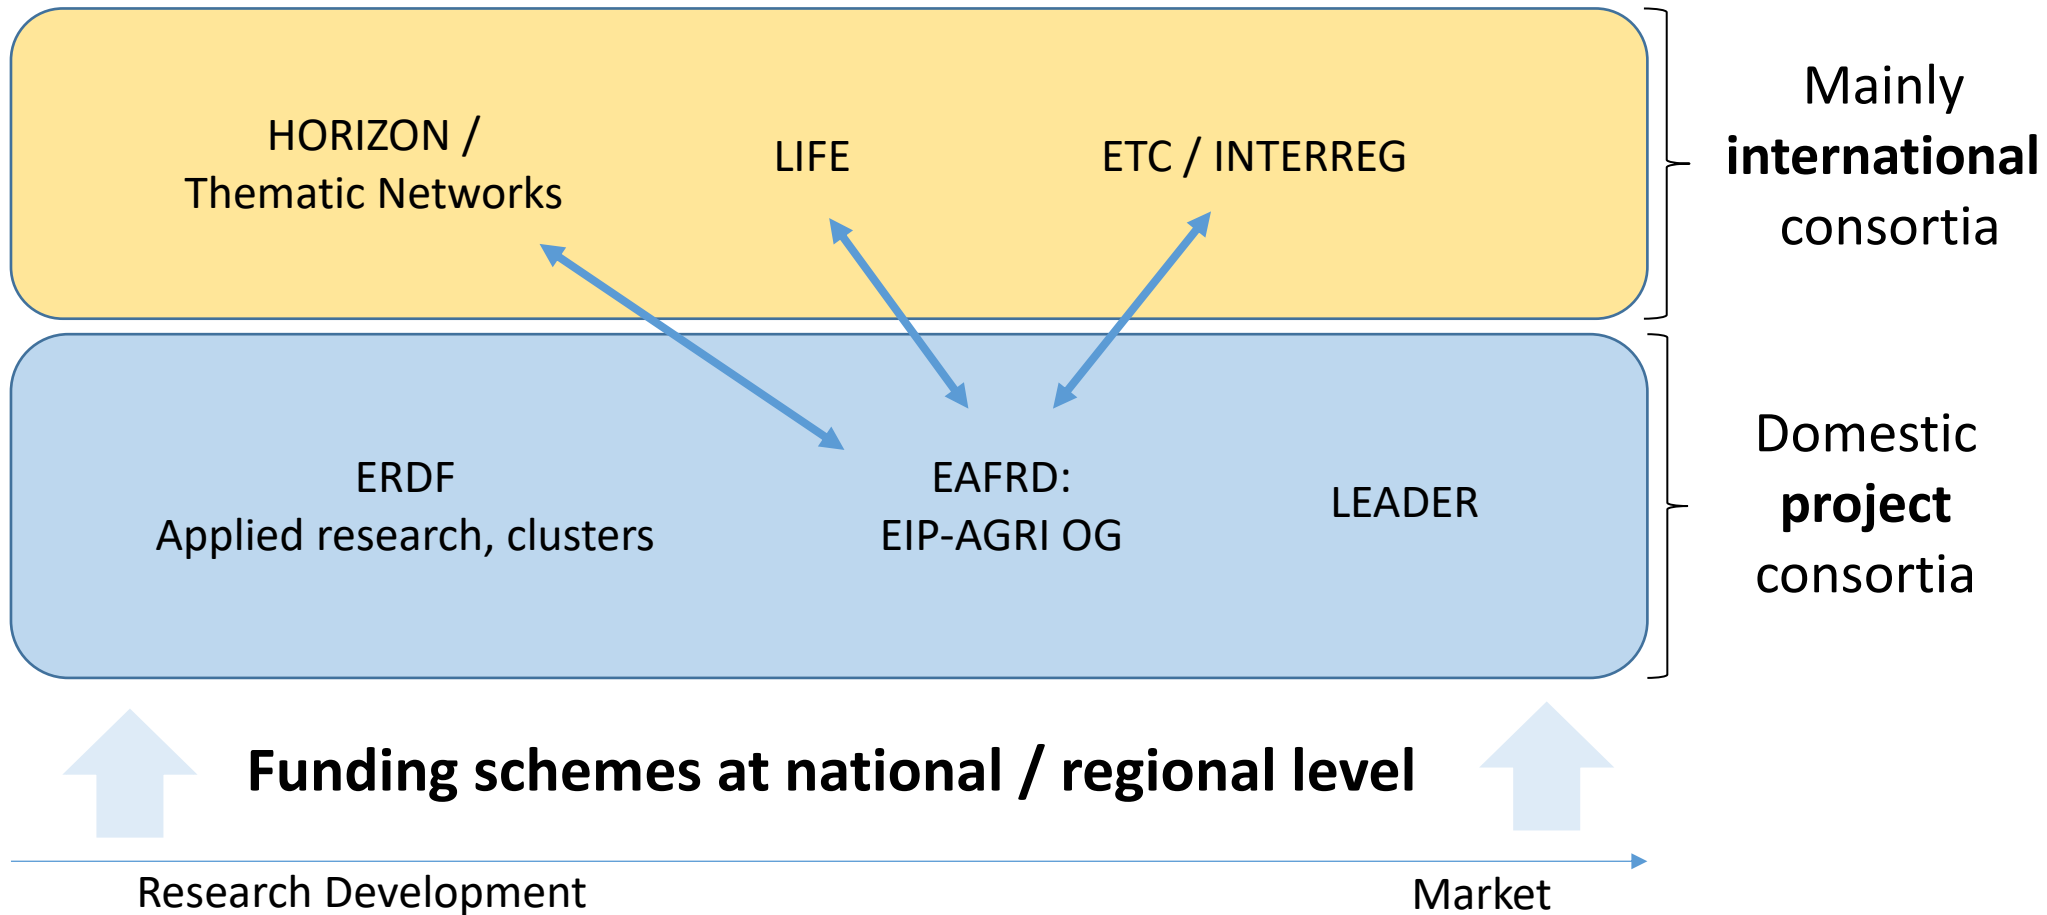 HORIZON /
Thematic Networks
LIFE
ETC / INTERREG
Mainly
international
consortia
ERDF
Applied research, clusters
EAFRD:
EIP-AGRI OG
LEADER
Domestic
project
consortia
Funding schemes at national / regional level
Research Development
Market